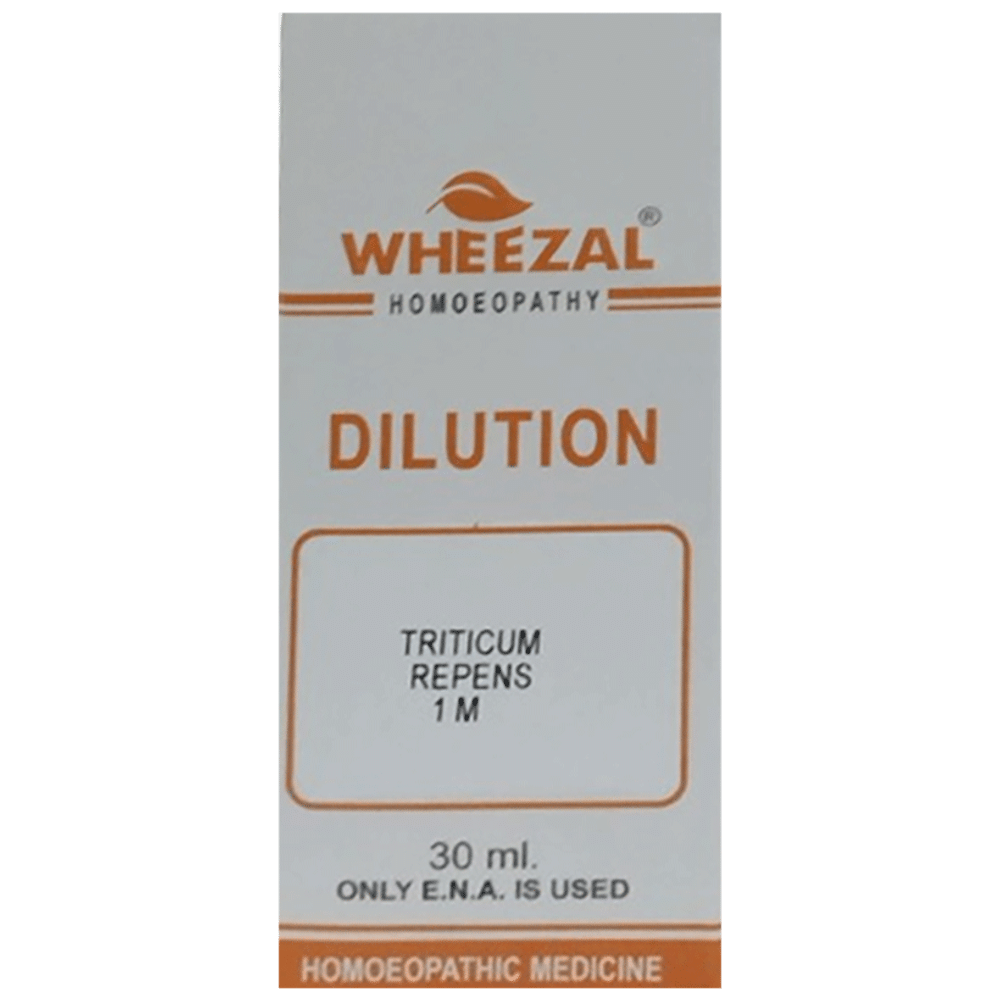 WHEEZAL®
HOMOEOPATHY
DILUTION
TRITICUM
REPENS
1 M
30 ml.
ONLY E.N.A. IS USED
HOMOEOPATHIC MEDICINE